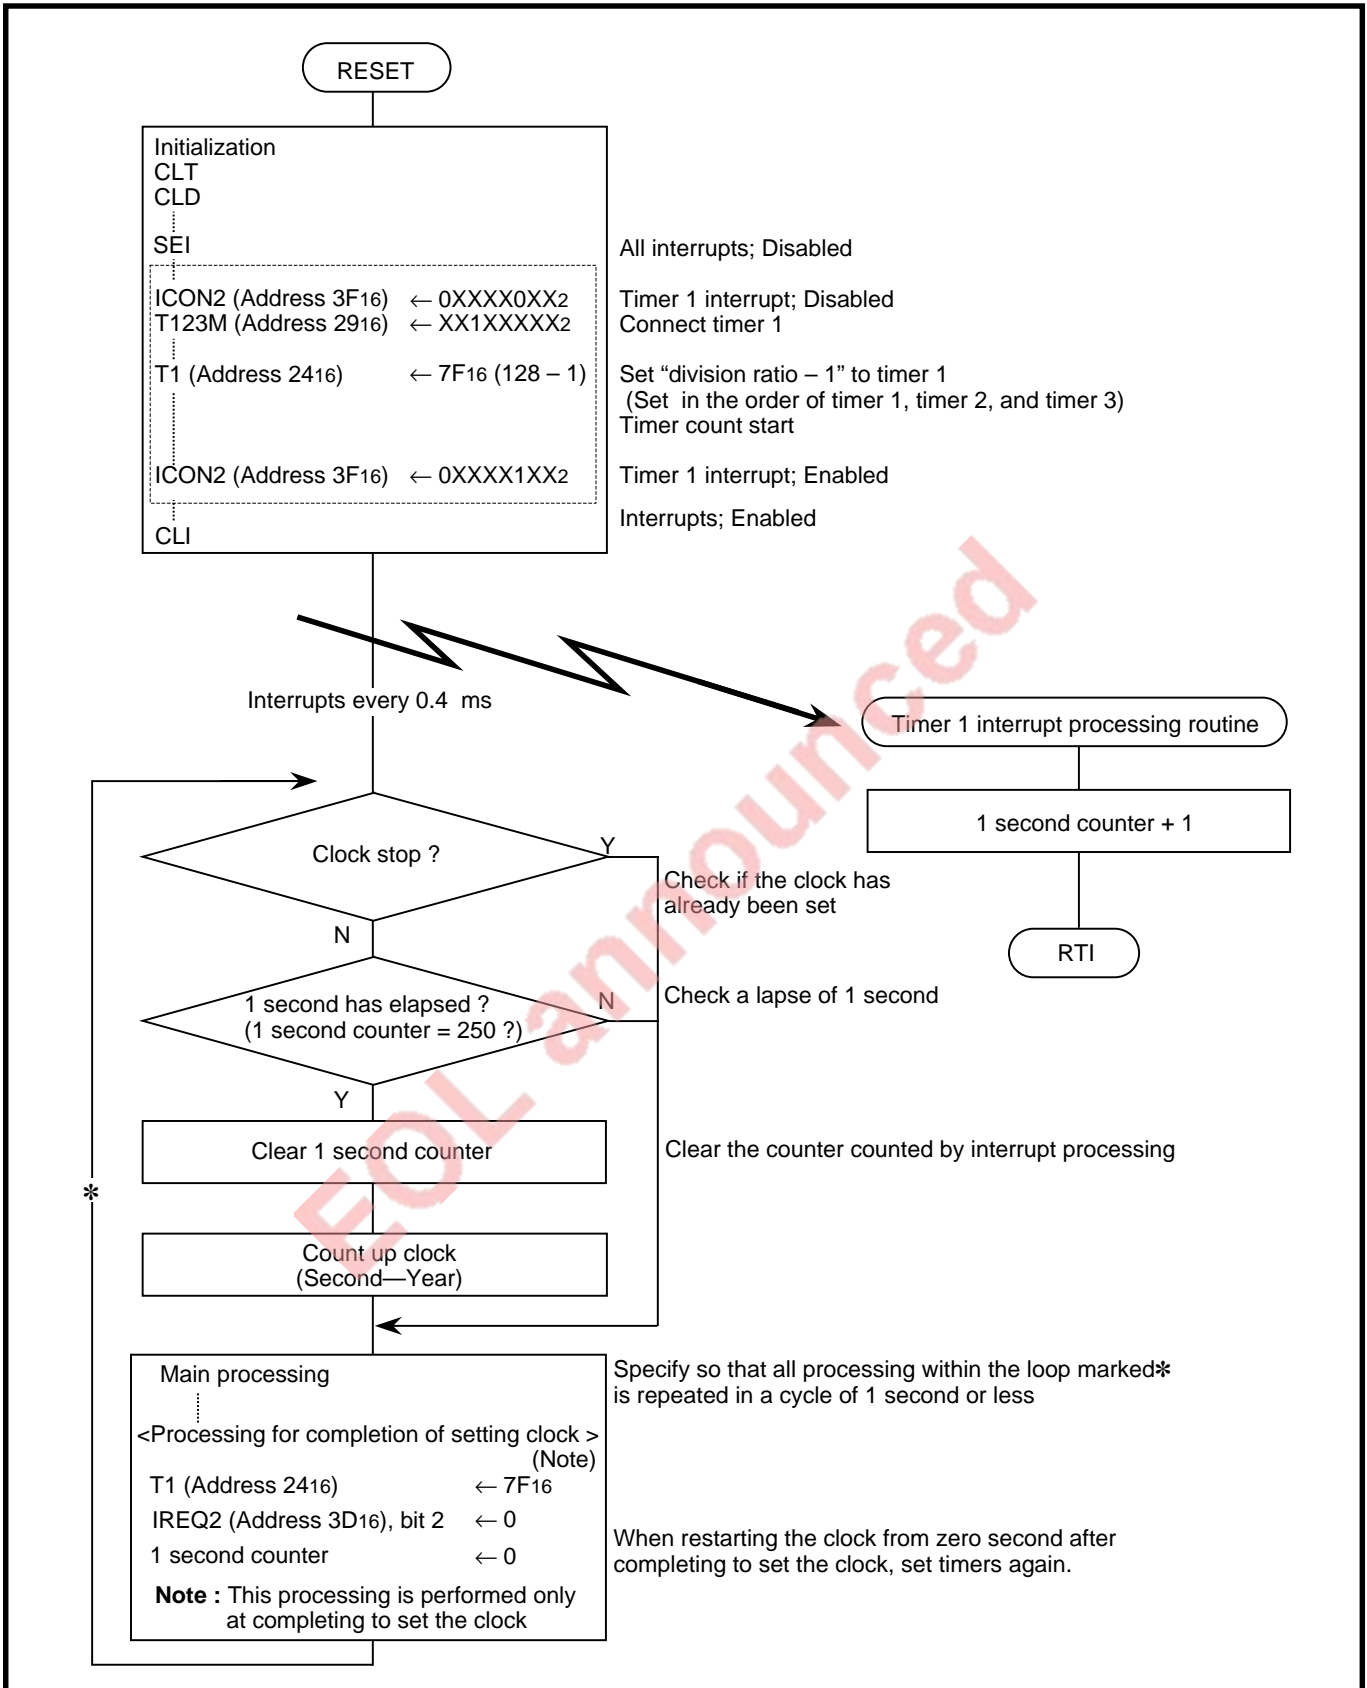 RESET
Initialization
CLT
CLD
SEI
All interrupts; Disabled
ICON2 (Address 3F16) ← 0XXXX0XX2
Timer 1 interrupt; Disabled
T123M (Address 2916) ← XX1XXXXX2
Connect timer 1
T1 (Address 2416) ← 7F16 (128 – 1)
Set “division ratio – 1” to timer 1
(Set in the order of timer 1, timer 2, and timer 3)
Timer count start
ICON2 (Address 3F16) ← 0XXXX1XX2
Timer 1 interrupt; Enabled
Interrupts; Enabled
CLI
Interrupts every 0.4 ms
Timer 1 interrupt processing routine
1 second counter + 1
RTI
Clock stop ?
Y
Check if the clock has
already been set
N
1 second has elapsed ?
(1 second counter = 250 ?)
N
Check a lapse of 1 second
Y
Clear 1 second counter
Clear the counter counted by interrupt processing
✻
Count up clock
(Second—Year)
Main processing
Specify so that all processing within the loop marked✻
is repeated in a cycle of 1 second or less
<Processing for completion of setting clock >
(Note)
T1 (Address 2416) ← 7F16
IREQ2 (Address 3D16), bit 2 ← 0
1 second counter ← 0
When restarting the clock from zero second after
completing to set the clock, set timers again.
Note : This processing is performed only
at completing to set the clock
EOL announced